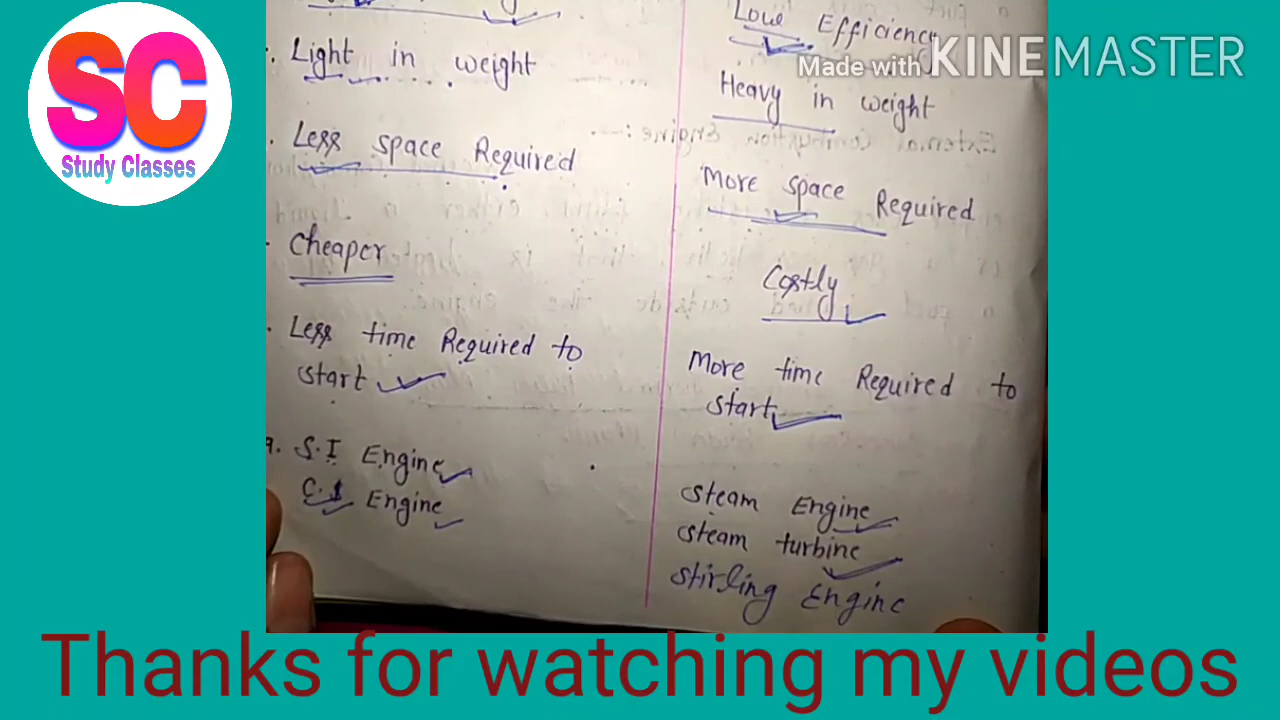 SC
Study Classes
Made with KINEMASTER
Low Efficiency
Light in weight
Heavy in weight
Less space Required
More space Required
Cheaper
Costly
Less time Required to
start
More time Required to
start
9. S.I Engine
C.I Engine
steam Engine
steam turbine
stirling Engine
Thanks for watching my videos